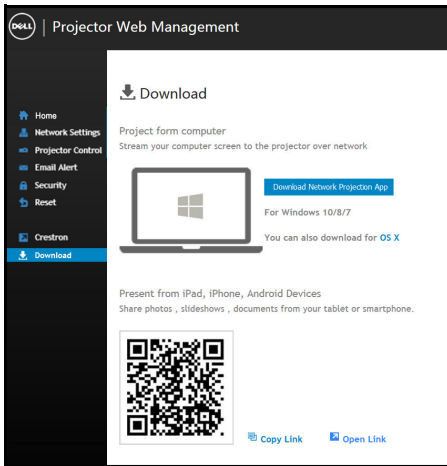 DELL | Projector Web Management
Download
Home
Network Settings
Projector Control
Email Alert
Security
Reset
Crestron
Download
Project form computer
Stream your computer screen to the projector over network
Download Network Projection App
For Windows 10/8/7
You can also download for OS X
Present from iPad, iPhone, Android Devices
Share photos , slideshows , documents from your tablet or smartphone.
Copy Link
Open Link